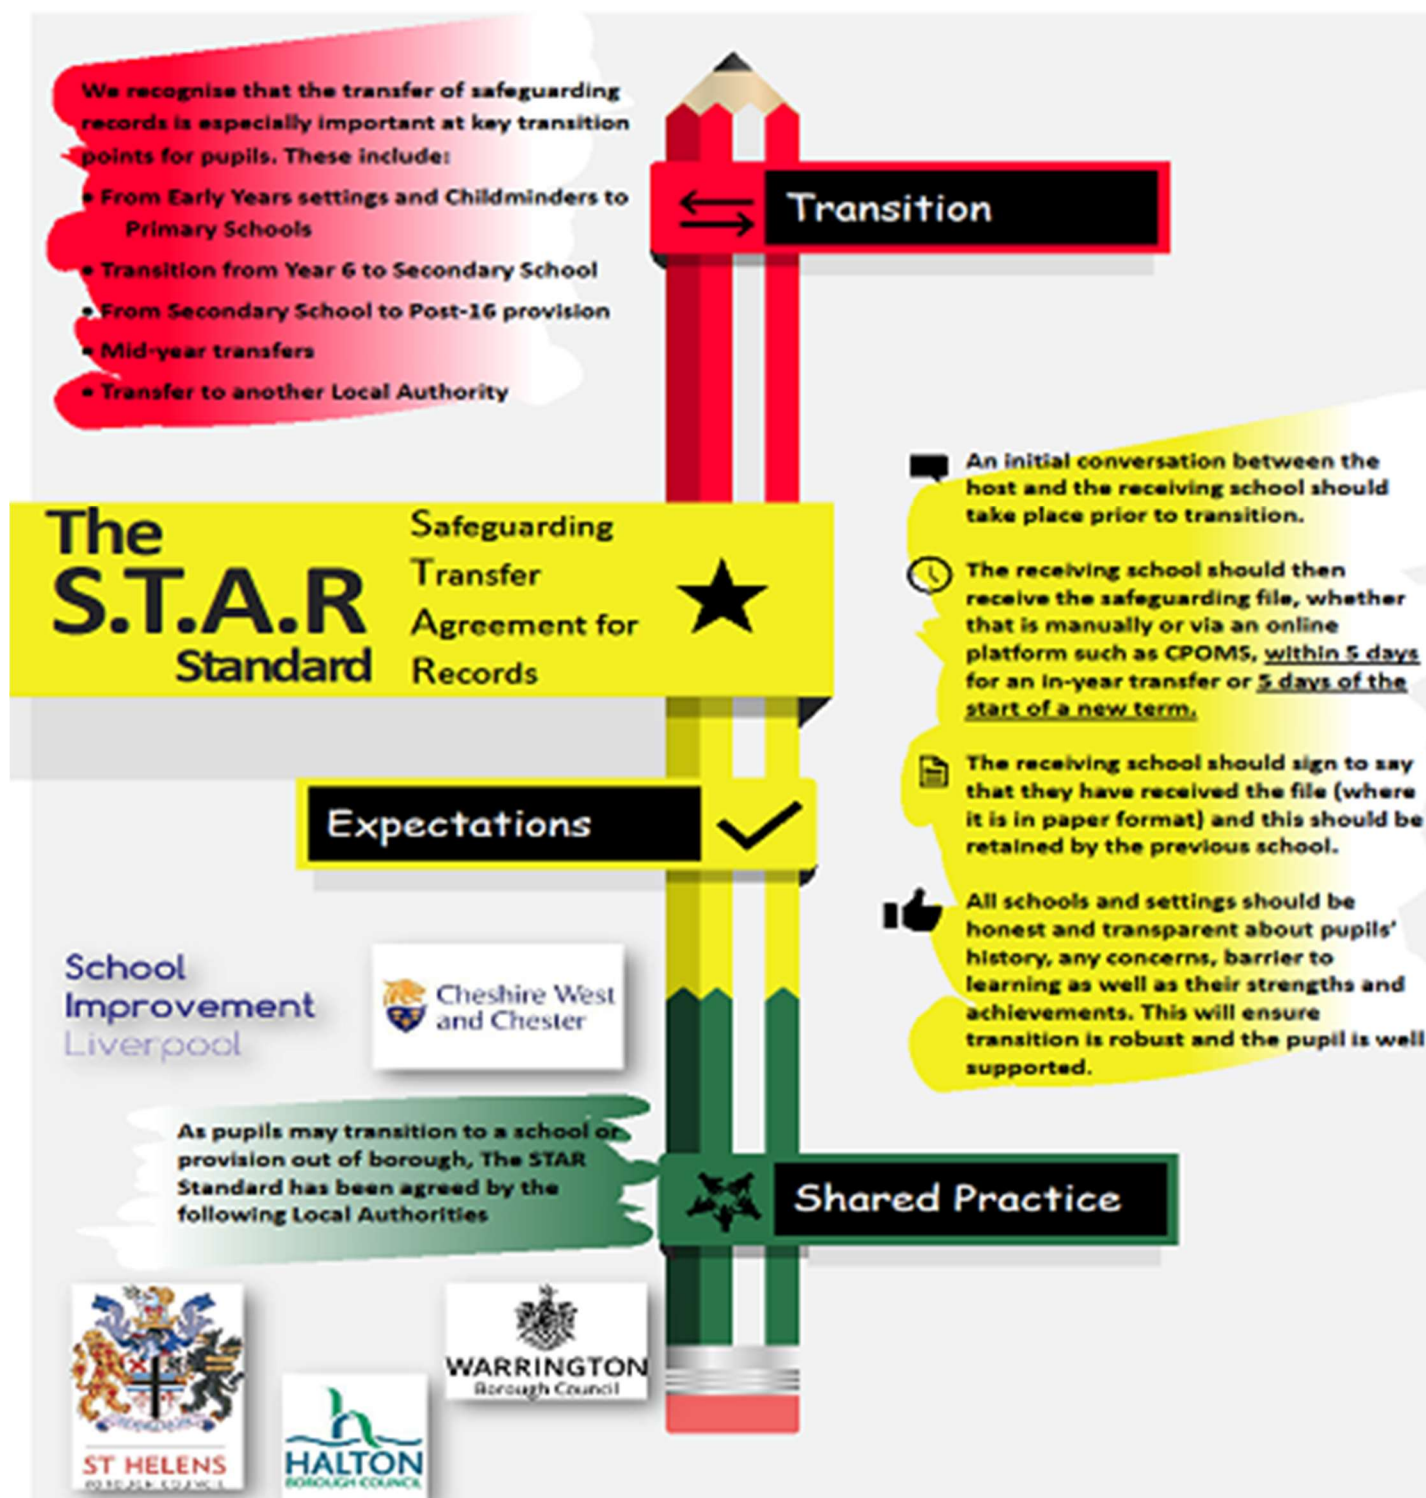 We recognise that the transfer of safeguarding
records is especially important at key transition
points for pupils. These include:
• From Early Years settings and Childminders to
Primary Schools
• Transition from Year 6 to Secondary School
• From Secondary School to Post-16 provision
• Mid-year transfers
• Transfer to another Local Authority
Transition
The
S.T.A.R
Standard
Safeguarding
Transfer
Agreement for
Records
An initial conversation between the
host and the receiving school should
take place prior to transition.
The receiving school should then
receive the safeguarding file, whether
that is manually or via an online
platform such as CPOMS, within 5 days
for an in-year transfer or 5 days of the
start of a new term.
The receiving school should sign to say
that they have received the file (where
it is in paper format) and this should be
retained by the previous school.
All schools and settings should be
honest and transparent about pupils'
history, any concerns, barrier to
learning as well as their strengths and
achievements. This will ensure
transition is robust and the pupil is well
supported.
Expectations
School
Improvement
Liverpool
Cheshire West
and Chester
As pupils may transition to a school or
provision out of borough, The STAR
Standard has been agreed by the
following Local Authorities
Shared Practice
WARRINGTON
Borough Council
ST HELENS
BOROUGH COUNCIL
HALTON
BOROUGH COUNCIL